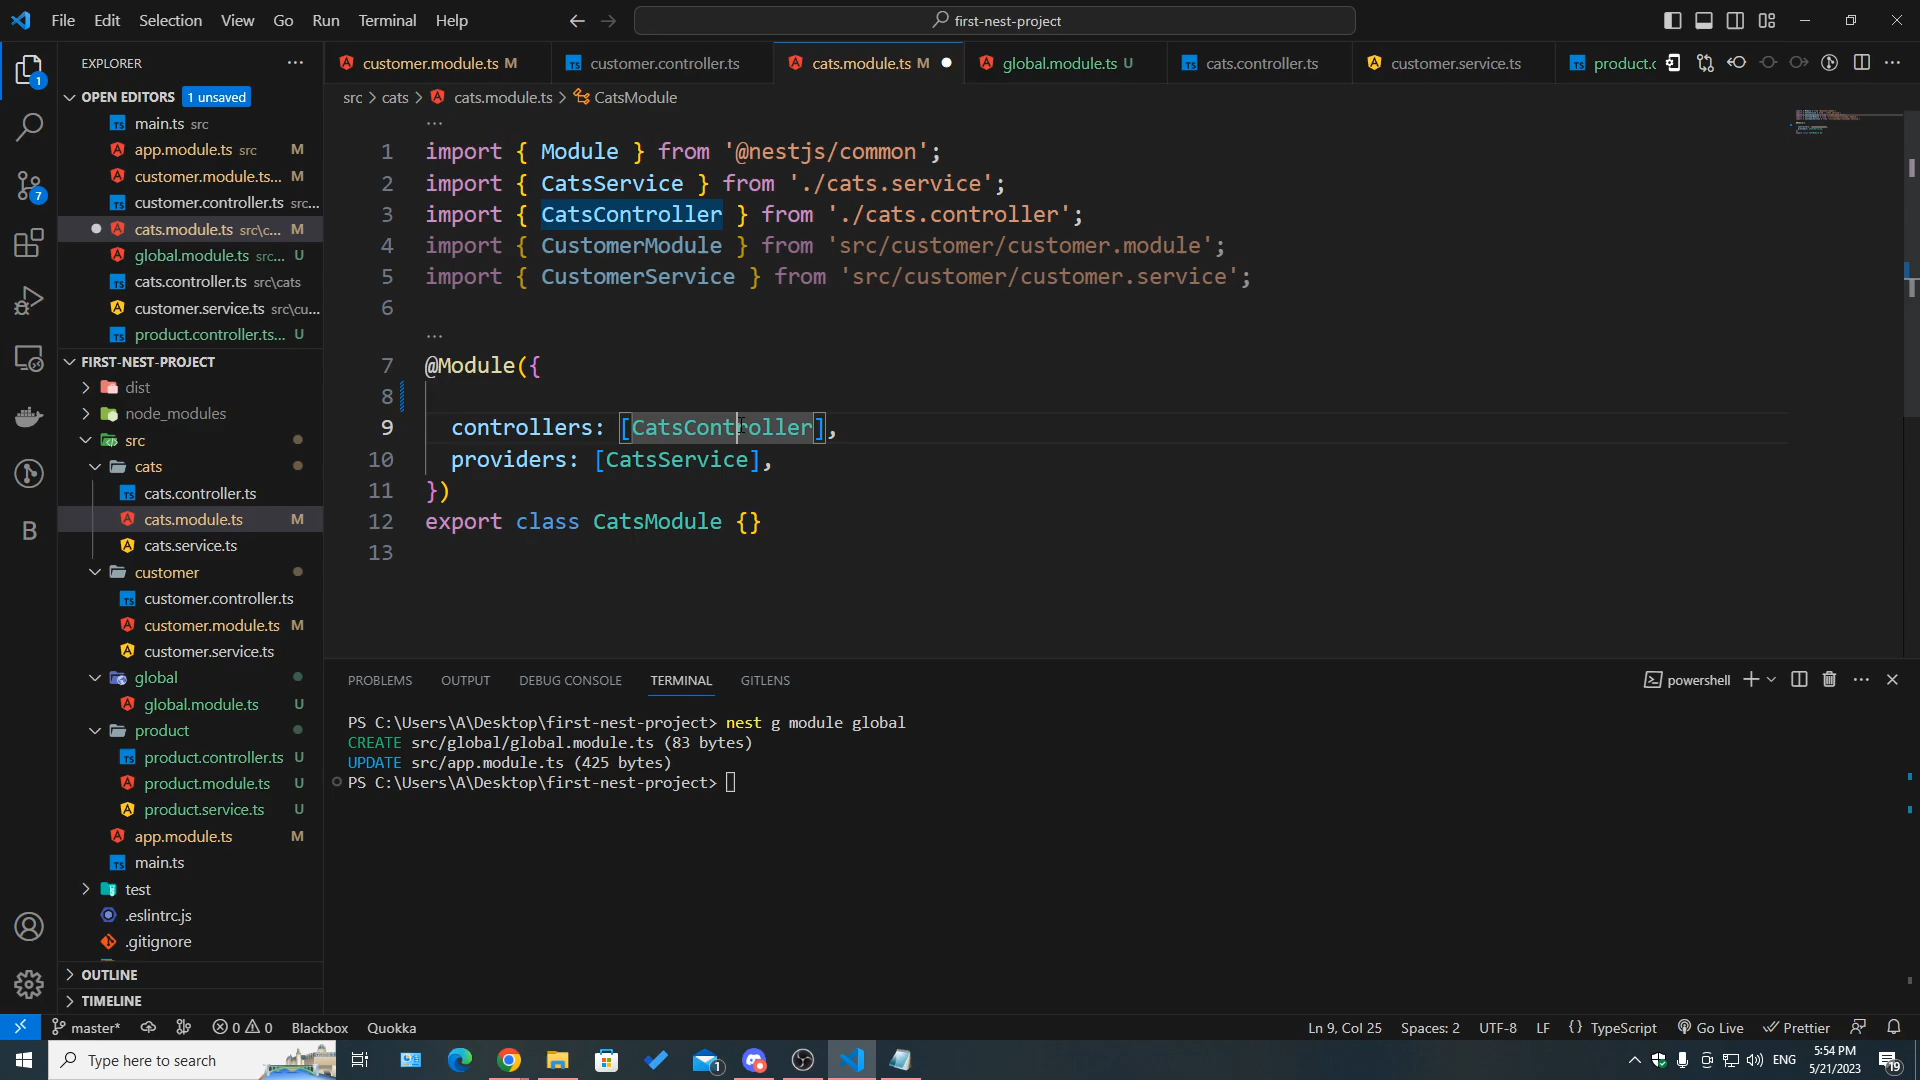 File Edit Selection View Go Run Terminal Help
first-nest-project
EXPLORER
OPEN EDITORS 1 unsaved
main.ts src
app.module.ts src M
customer.module.ts... M
customer.controller.ts src...
cats.module.ts src\c... M
global.module.ts src... U
cats.controller.ts src\cats
customer.service.ts src\cu...
product.controller.ts... U
FIRST-NEST-PROJECT
dist
node_modules
src
cats
cats.controller.ts
cats.module.ts M
cats.service.ts
customer
customer.controller.ts
customer.module.ts M
customer.service.ts
global
global.module.ts U
product
product.controller.ts U
product.module.ts U
product.service.ts U
app.module.ts M
main.ts
test
.eslintrc.js
.gitignore
OUTLINE
TIMELINE
customer.module.ts M
customer.controller.ts
cats.module.ts M
global.module.ts U
cats.controller.ts
customer.service.ts
product.c
src > cats > cats.module.ts > CatsModule
1 import { Module } from '@nestjs/common';
2 import { CatsService } from './cats.service';
3 import { CatsController } from './cats.controller';
4 import { CustomerModule } from 'src/customer/customer.module';
5 import { CustomerService } from 'src/customer/customer.service';
6
7 @Module({
8
9 controllers: [CatsController],
10 providers: [CatsService],
11 })
12 export class CatsModule {}
13
PROBLEMS OUTPUT DEBUG CONSOLE TERMINAL GITLENS
powershell
PS C:\Users\A\Desktop\first-nest-project> nest g module global
CREATE src/global/global.module.ts (83 bytes)
UPDATE src/app.module.ts (425 bytes)
PS C:\Users\A\Desktop\first-nest-project>
master* 0 0 Blackbox Quokka
Ln 9, Col 25 Spaces: 2 UTF-8 LF {} TypeScript Go Live Prettier
Type here to search
ENG
5:54 PM
5/21/2023
19